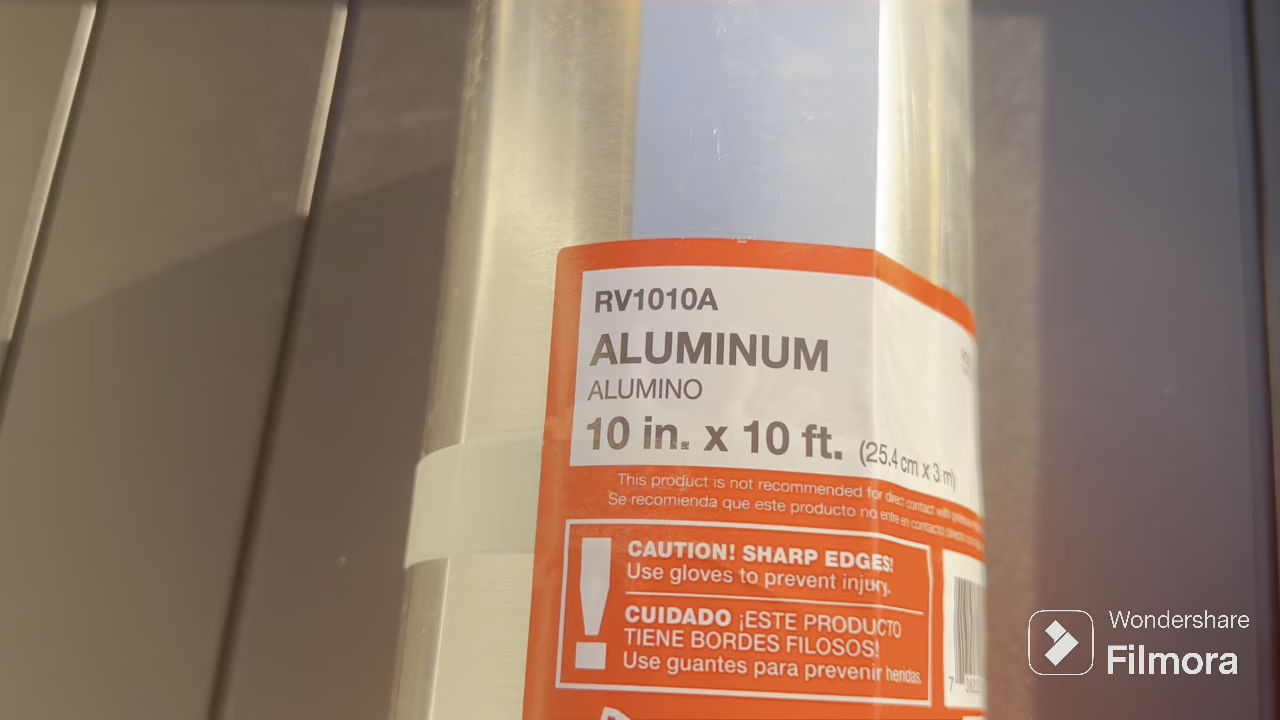 RV1010A
ALUMINUM
ALUMINO
10 in. x 10 ft. (25.4 cm x 3 m)
This product is not recommended for direct contact with
Se recomienda que este producto no entre en contacto directo
CAUTION! SHARP EDGES!
Use gloves to prevent injury.
CUIDADO ¡ESTE PRODUCTO
TIENE BORDES FILOSOS!
Use guantes para prevenir heridas.
7
Wondershare
Filmora